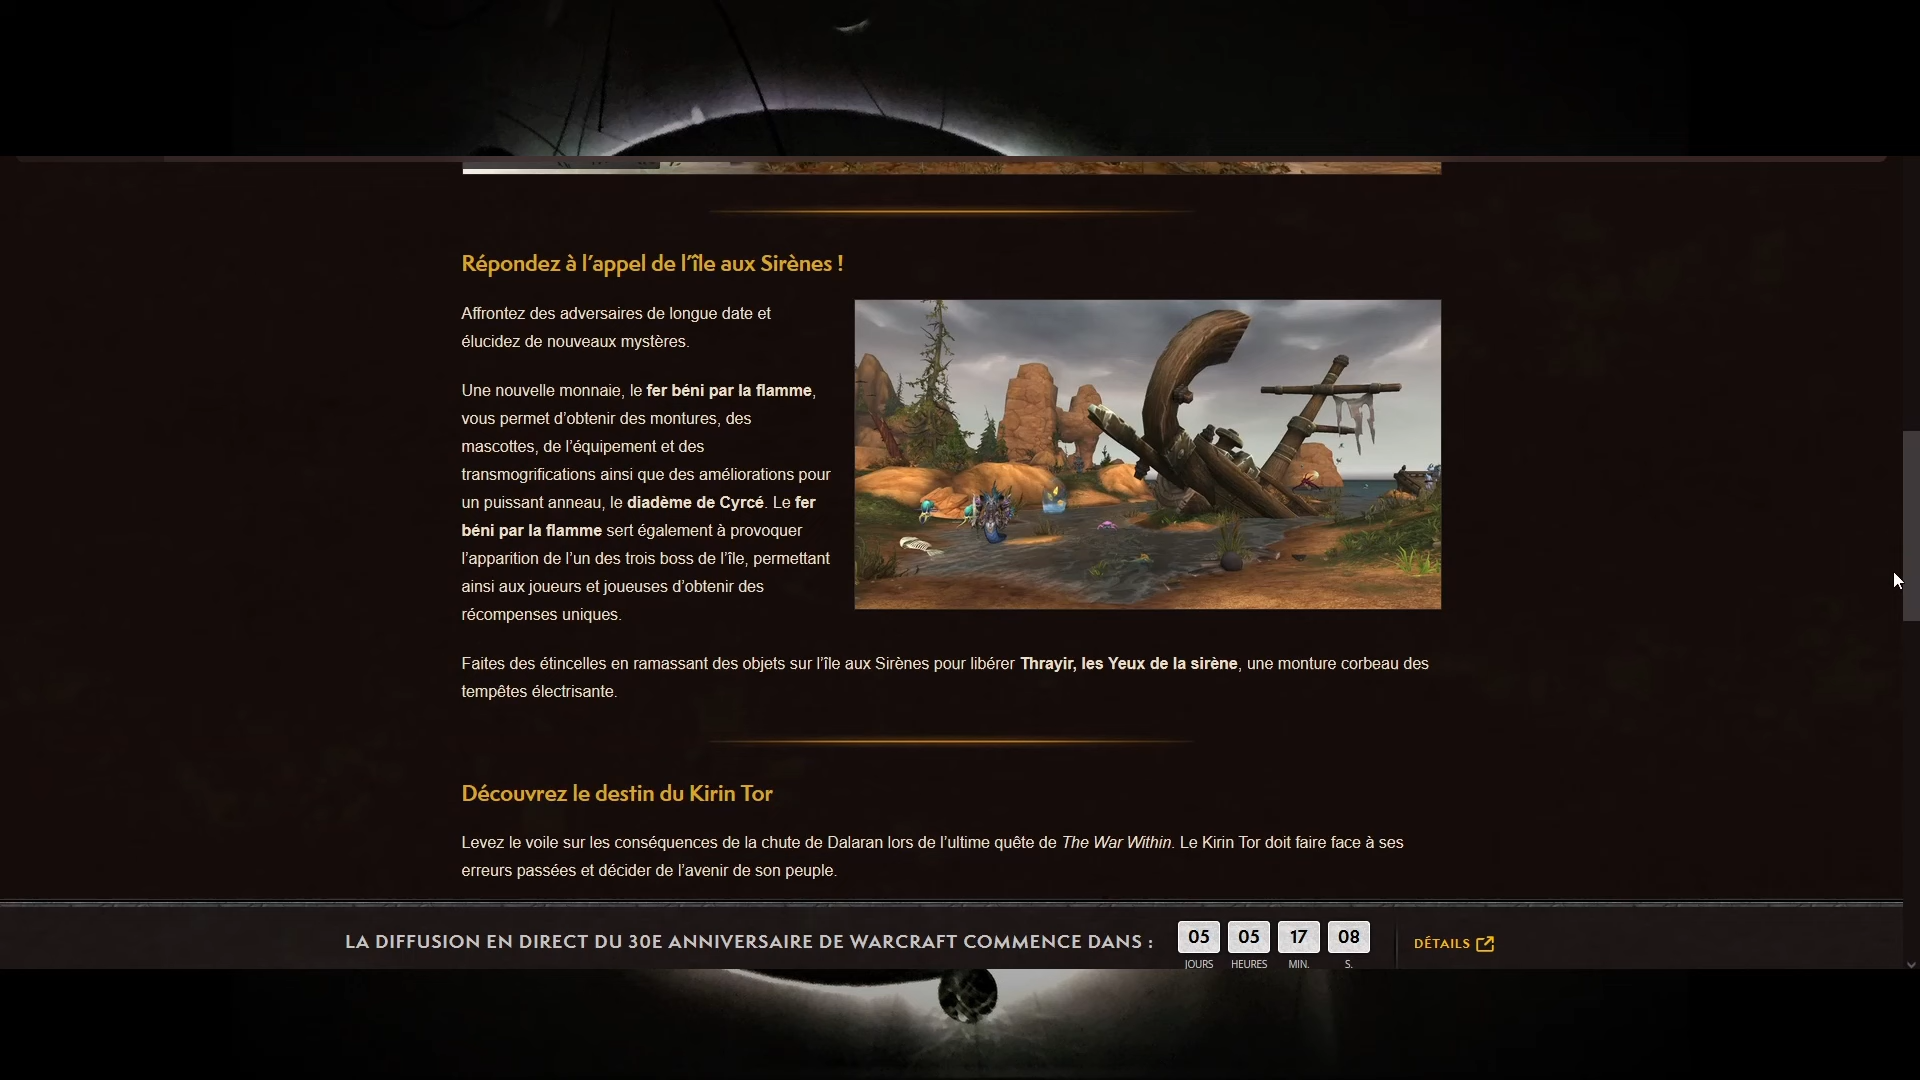 Répondez à l’appel de l’île aux Sirènes !
Affrontez des adversaires de longue date et
élucidez de nouveaux mystères.
Une nouvelle monnaie, le fer béni par la flamme,
vous permet d’obtenir des montures, des
mascottes, de l’équipement et des
transmogrifications ainsi que des améliorations pour
un puissant anneau, le diadème de Cyrcé. Le fer
béni par la flamme sert également à provoquer
l’apparition de l’un des trois boss de l’île, permettant
ainsi aux joueurs et joueuses d’obtenir des
récompenses uniques.
Faites des étincelles en ramassant des objets sur l’île aux Sirènes pour libérer Thrayir, les Yeux de la sirène, une monture corbeau des
tempêtes électrisante.
Découvrez le destin du Kirin Tor
Levez le voile sur les conséquences de la chute de Dalaran lors de l’ultime quête de The War Within. Le Kirin Tor doit faire face à ses
erreurs passées et décider de l’avenir de son peuple.
LA DIFFUSION EN DIRECT DU 30E ANNIVERSAIRE DE WARCRAFT COMMENCE DANS :
05 05 17 08
JOURS HEURES MIN. S.
DÉTAILS